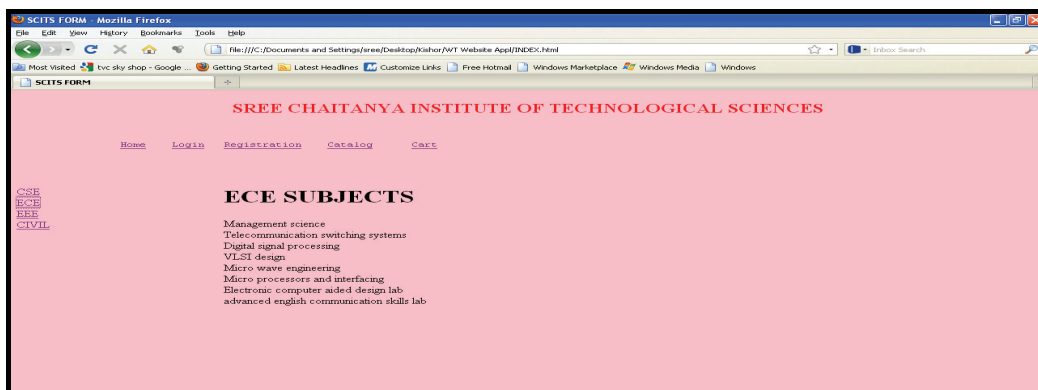 SCITS FORM - Mozilla Firefox
File Edit View History Bookmarks Tools Help
file:///C:/Documents and Settings/sree/Desktop/Kishor/WT Website Appl/INDEX.html Inbox Search
Most Visited tvc sky shop - Google ... Getting Started Latest Headlines Customize Links Free Hotmail Windows Marketplace Windows Media Windows
SCITS FORM
SREE CHAITANYA INSTITUTE OF TECHNOLOGICAL SCIENCES
Home Login Registration Catalog Cart
CSE
ECE
EEE
CIVIL
ECE SUBJECTS
Management science
Telecommunication switching systems
Digital signal processing
VLSI design
Micro wave engineering
Micro processors and interfacing
Electronic computer aided design lab
advanced english communication skills lab